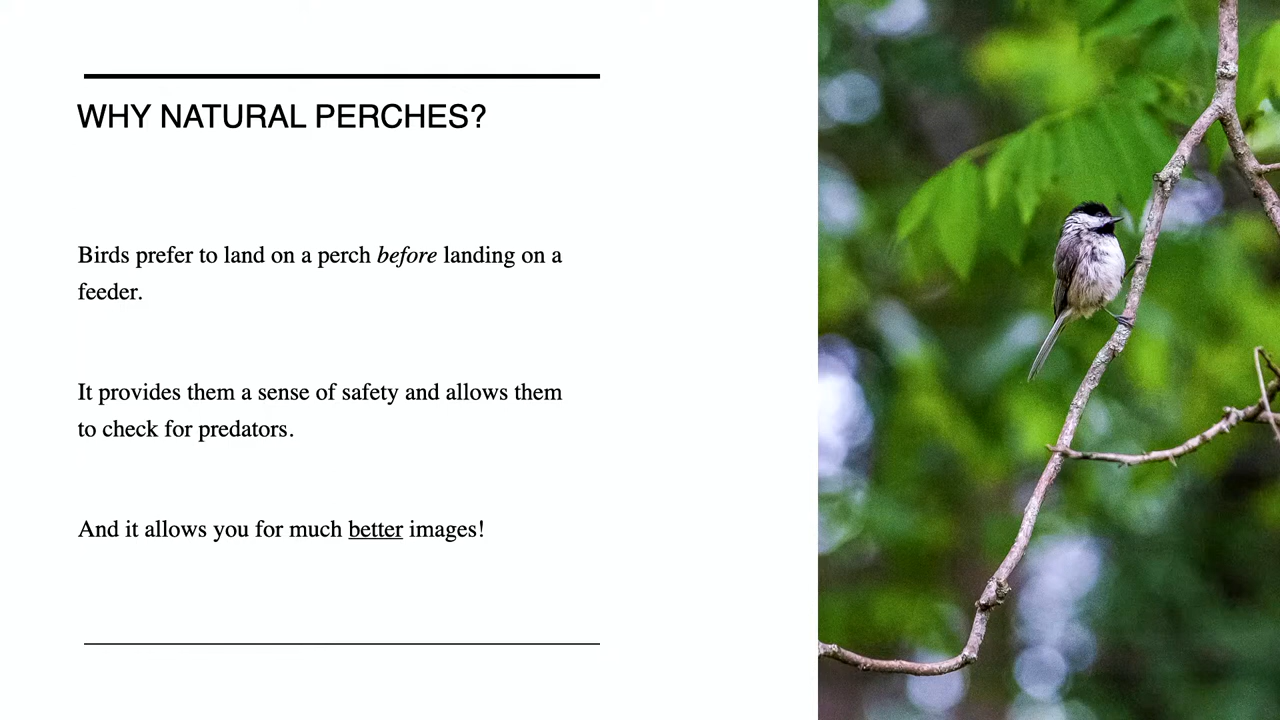 WHY NATURAL PERCHES?
Birds prefer to land on a perch before landing on a
feeder.
It provides them a sense of safety and allows them
to check for predators.
And it allows you for much better images!